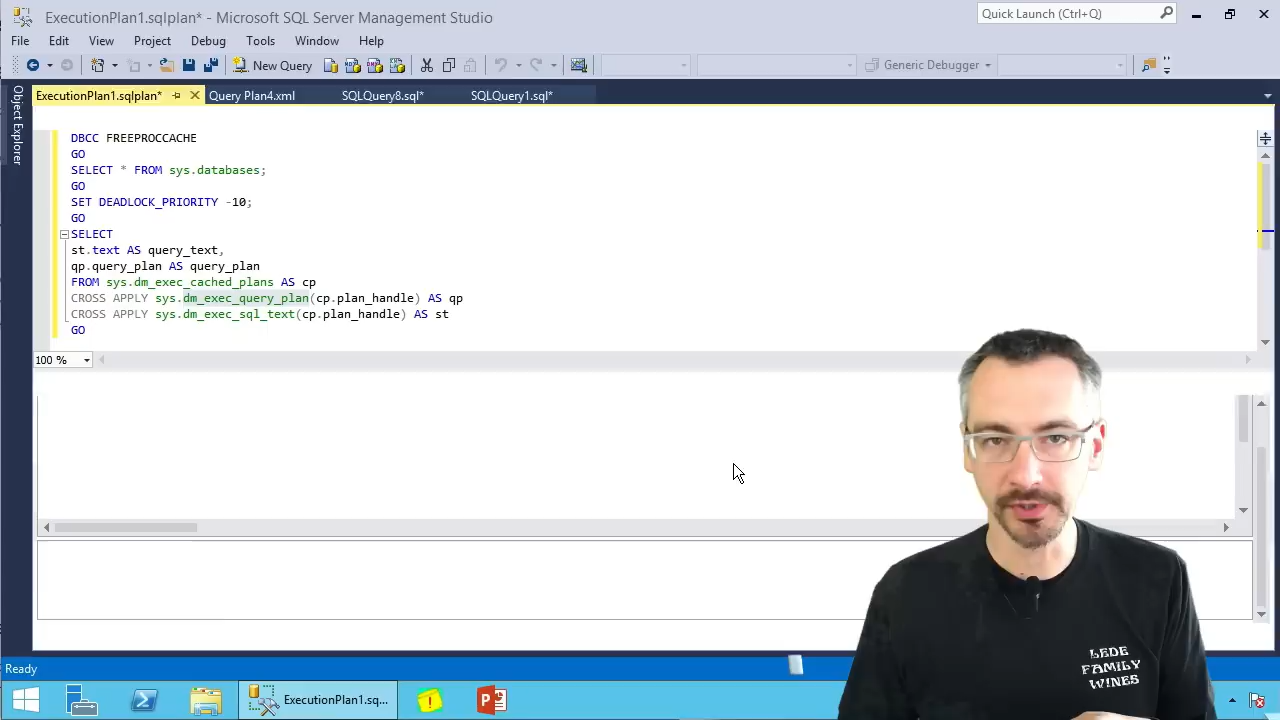 ExecutionPlan1.sqlplan* - Microsoft SQL Server Management Studio
Quick Launch (Ctrl+Q)
File Edit View Project Debug Tools Window Help
New Query
Generic Debugger
ExecutionPlan1.sqlplan*
Query Plan4.xml
SQLQuery8.sql*
SQLQuery1.sql*
Object Explorer
DBCC FREEPROCCACHE
GO
SELECT * FROM sys.databases;
GO
SET DEADLOCK_PRIORITY -10;
GO
SELECT
st.text AS query_text,
qp.query_plan AS query_plan
FROM sys.dm_exec_cached_plans AS cp
CROSS APPLY sys.dm_exec_query_plan(cp.plan_handle) AS qp
CROSS APPLY sys.dm_exec_sql_text(cp.plan_handle) AS st
GO
100 %
LEDE
FAMILY
WINES
Ready
ExecutionPlan1.sq...